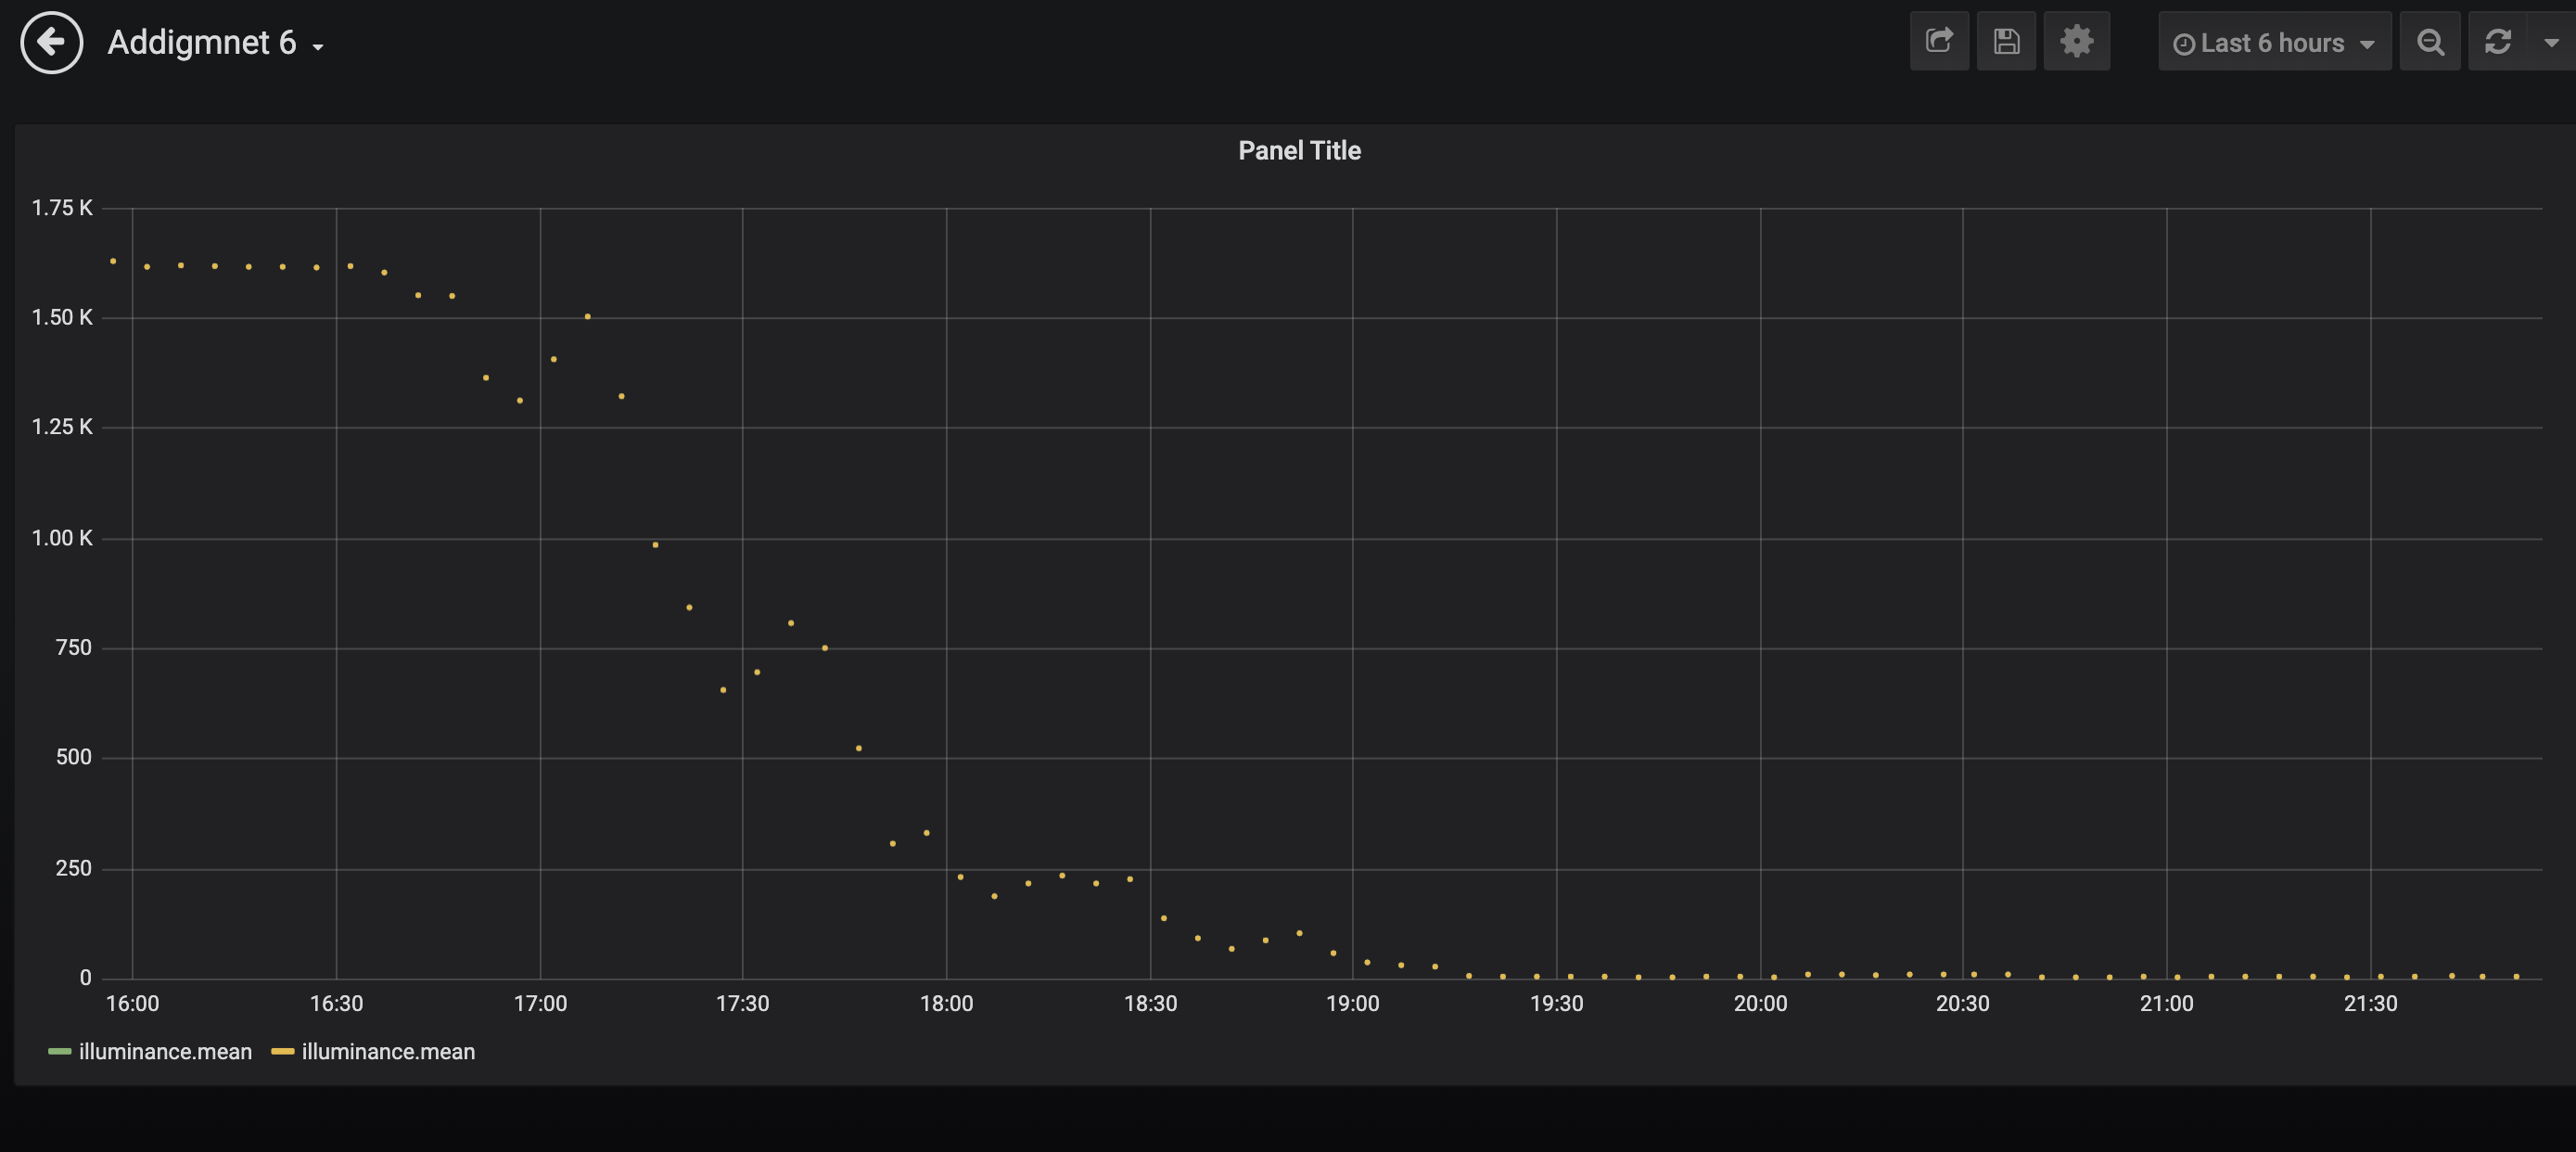 Addigmnet 6
Last 6 hours
Panel Title
1.75 K
1.50 K
1.25 K
1.00 K
750
500
250
0
16:00 16:30 17:00 17:30 18:00 18:30 19:00 19:30 20:00 20:30 21:00 21:30
illuminance.mean illuminance.mean